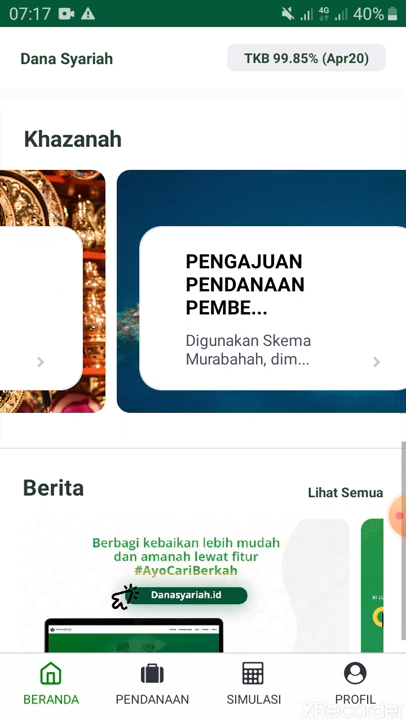 07:17 4G 40%
Dana Syariah TKB 99.85% (Apr20)
Khazanah
PENGAJUAN
PENDANAAN
PEMBE...
Digunakan Skema
Murabahah, dim...
Berita Lihat Semua
Berbagi kebaikan lebih mudah
dan amanah lewat fitur
#AyoCariBerkah
Danasyariah.id
BERANDA PENDANAAN SIMULASI PROFIL
XRecorder